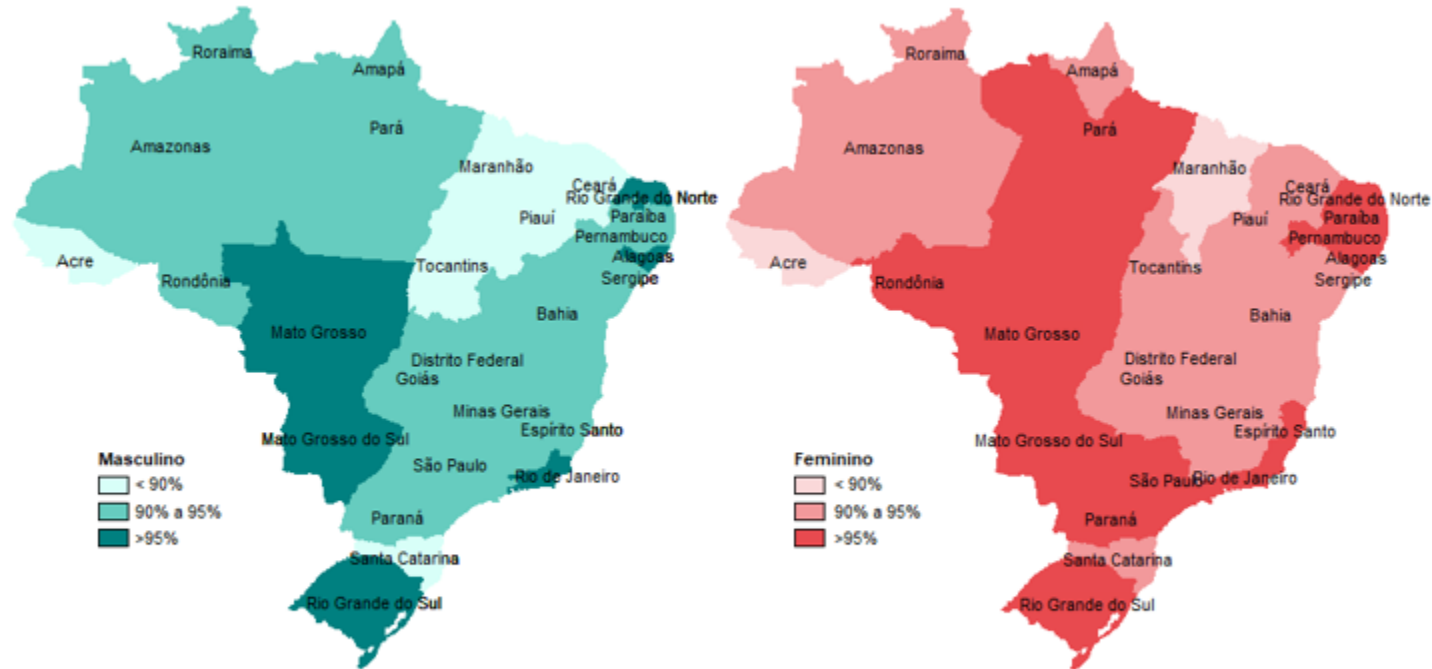 Roraima
Amapá
Amazonas
Pará
Maranhão
Ceará
Rio Grande do Norte
Piauí
Paraíba
Pernambuco
Acre
Tocantins
Alagoas
Rondônia
Sergipe
Bahia
Mato Grosso
Distrito Federal
Goiás
Minas Gerais
Espírito Santo
Mato Grosso do Sul
São Paulo
Rio de Janeiro
Paraná
Santa Catarina
Rio Grande do Sul
Masculino
< 90%
90% a 95%
>95%
Roraima
Amapá
Amazonas
Pará
Maranhão
Ceará
Rio Grande do Norte
Piauí
Paraíba
Pernambuco
Acre
Tocantins
Alagoas
Rondônia
Sergipe
Bahia
Mato Grosso
Distrito Federal
Goiás
Minas Gerais
Espírito Santo
Mato Grosso do Sul
São Paulo
Rio de Janeiro
Paraná
Santa Catarina
Rio Grande do Sul
Feminino
< 90%
90% a 95%
>95%